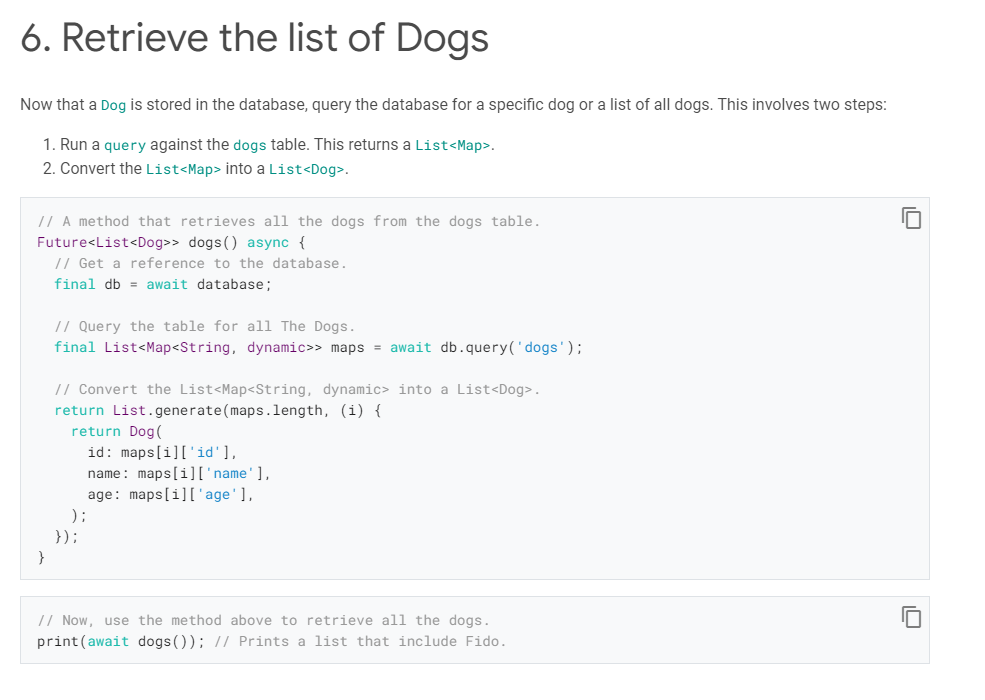 6. Retrieve the list of Dogs
Now that a Dog is stored in the database, query the database for a specific dog or a list of all dogs. This involves two steps:
1. Run a query against the dogs table. This returns a List<Map>.
2. Convert the List<Map> into a List<Dog>.
// A method that retrieves all the dogs from the dogs table.
Future<List<Dog>> dogs() async {
  // Get a reference to the database.
  final db = await database;
  // Query the table for all The Dogs.
  final List<Map<String, dynamic>> maps = await db.query('dogs');
  // Convert the List<Map<String, dynamic> into a List<Dog>.
  return List.generate(maps.length, (i) {
    return Dog(
      id: maps[i]['id'],
      name: maps[i]['name'],
      age: maps[i]['age'],
    );
  });
}
// Now, use the method above to retrieve all the dogs.
print(await dogs()); // Prints a list that include Fido.